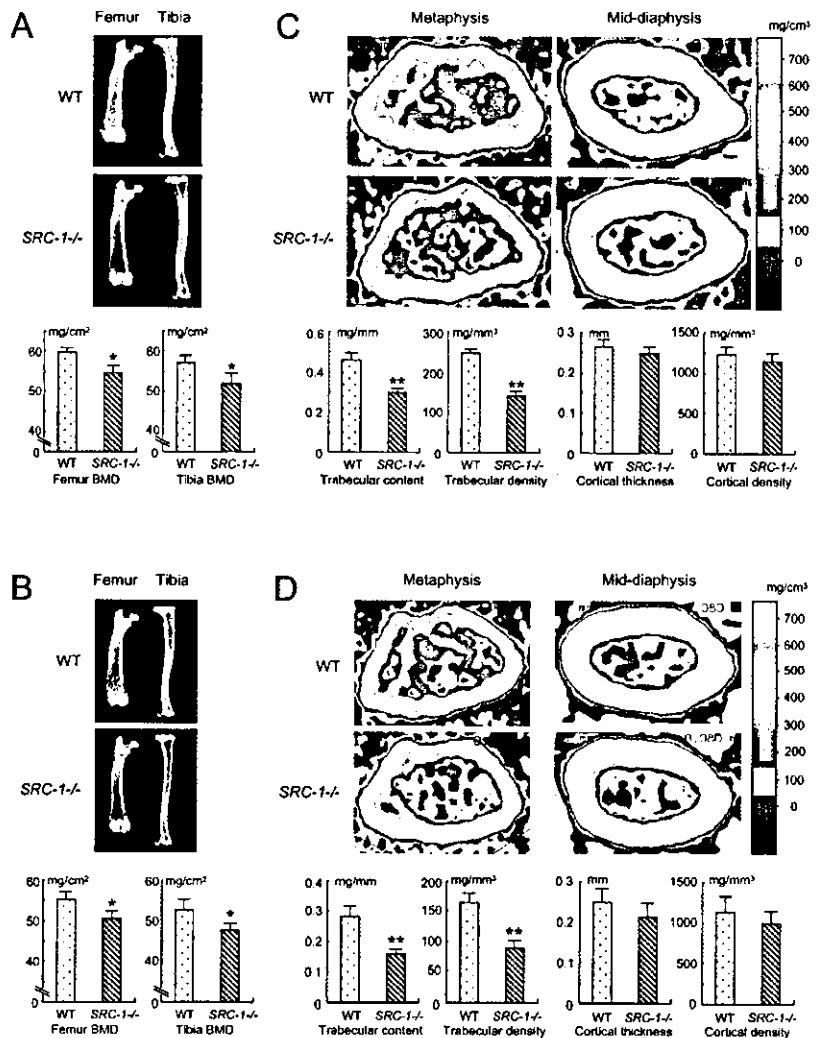 A
Femur Tibia
WT
SRC-1-/-
mg/cm²
60
50
40
0
*
WT SRC-1-/-
Femur BMD
mg/cm²
60
50
40
0
*
WT SRC-1-/-
Tibia BMD
C
Metaphysis Mid-diaphysis
mg/cm³
WT
SRC-1-/-
700
600
500
400
300
200
100
0
mg/mm
0.6
0.4
0.2
0
**
WT SRC-1-/-
Trabecular content
mg/mm³
300
200
100
0
**
WT SRC-1-/-
Trabecular density
mm
0.3
0.2
0.1
0
WT SRC-1-/-
Cortical thickness
mg/mm³
1500
1000
500
0
WT SRC-1-/-
Cortical density
B
Femur Tibia
WT
SRC-1-/-
mg/cm²
60
50
40
0
*
WT SRC-1-/-
Femur BMD
mg/cm²
60
50
40
0
*
WT SRC-1-/-
Tibia BMD
D
Metaphysis Mid-diaphysis
mg/cm³
WT
SRC-1-/-
700
600
500
400
300
200
100
0
mg/mm
0.4
0.3
0.2
0.1
0
**
WT SRC-1-/-
Trabecular content
mg/mm³
200
150
100
50
0
**
WT SRC-1-/-
Trabecular density
mm
0.3
0.2
0.1
0
WT SRC-1-/-
Cortical thickness
mg/mm³
1500
1000
500
0
WT SRC-1-/-
Cortical density